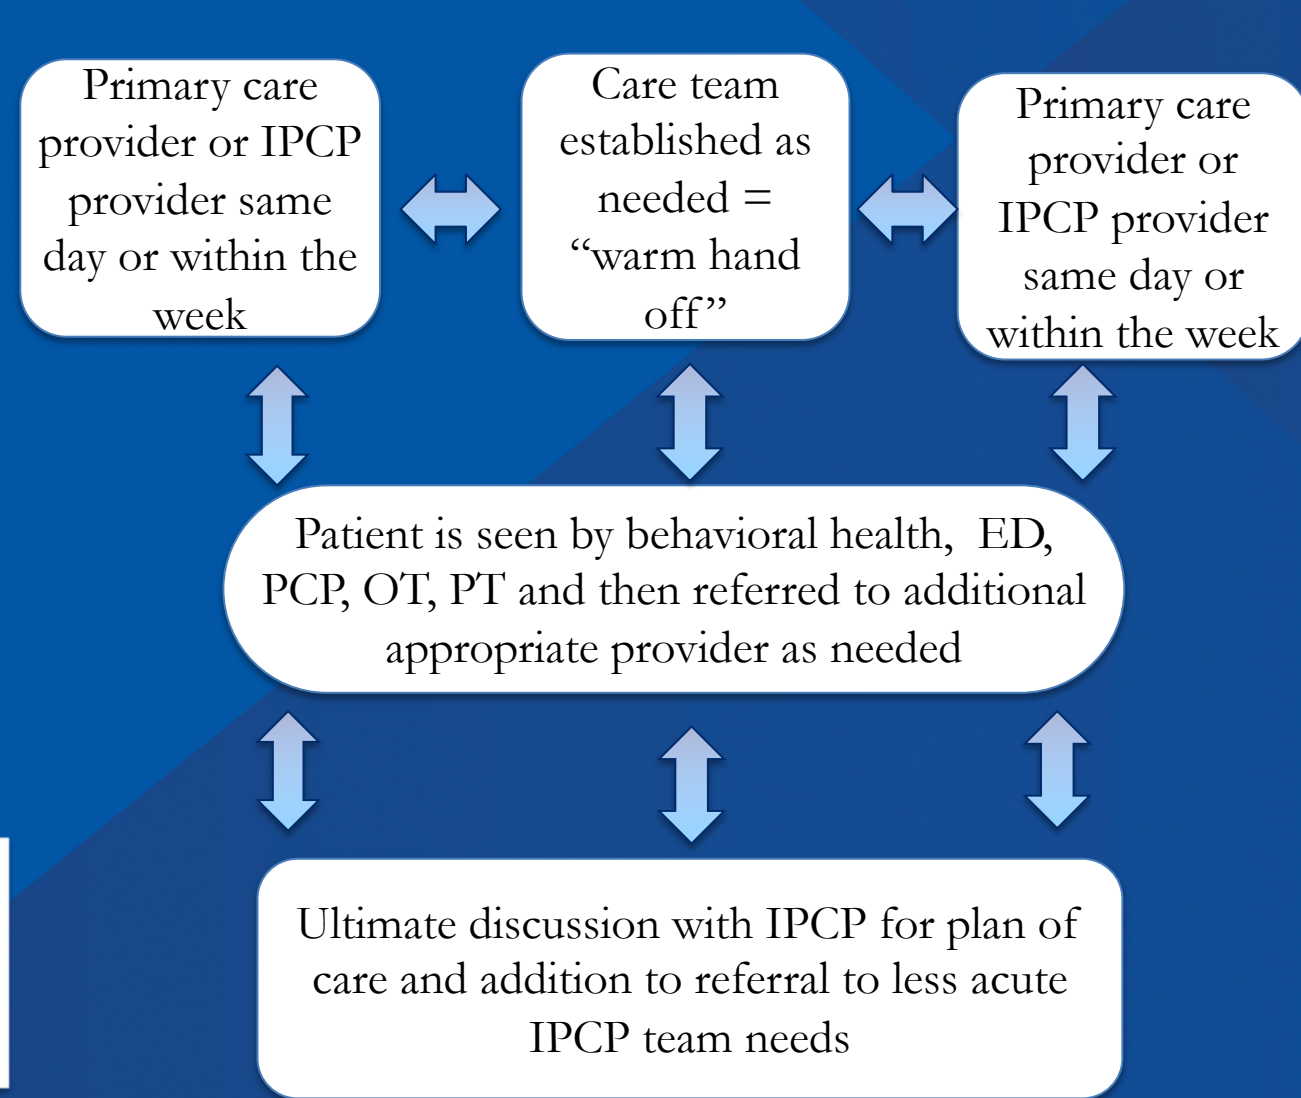 Primary care
provider or IPCP
provider same
day or within the
week
Care team
established as
needed =
“warm hand
off”
Primary care
provider or
IPCP provider
same day or
within the week
Patient is seen by behavioral health, ED,
PCP, OT, PT and then referred to additional
appropriate provider as needed
Ultimate discussion with IPCP for plan of
care and addition to referral to less acute
IPCP team needs